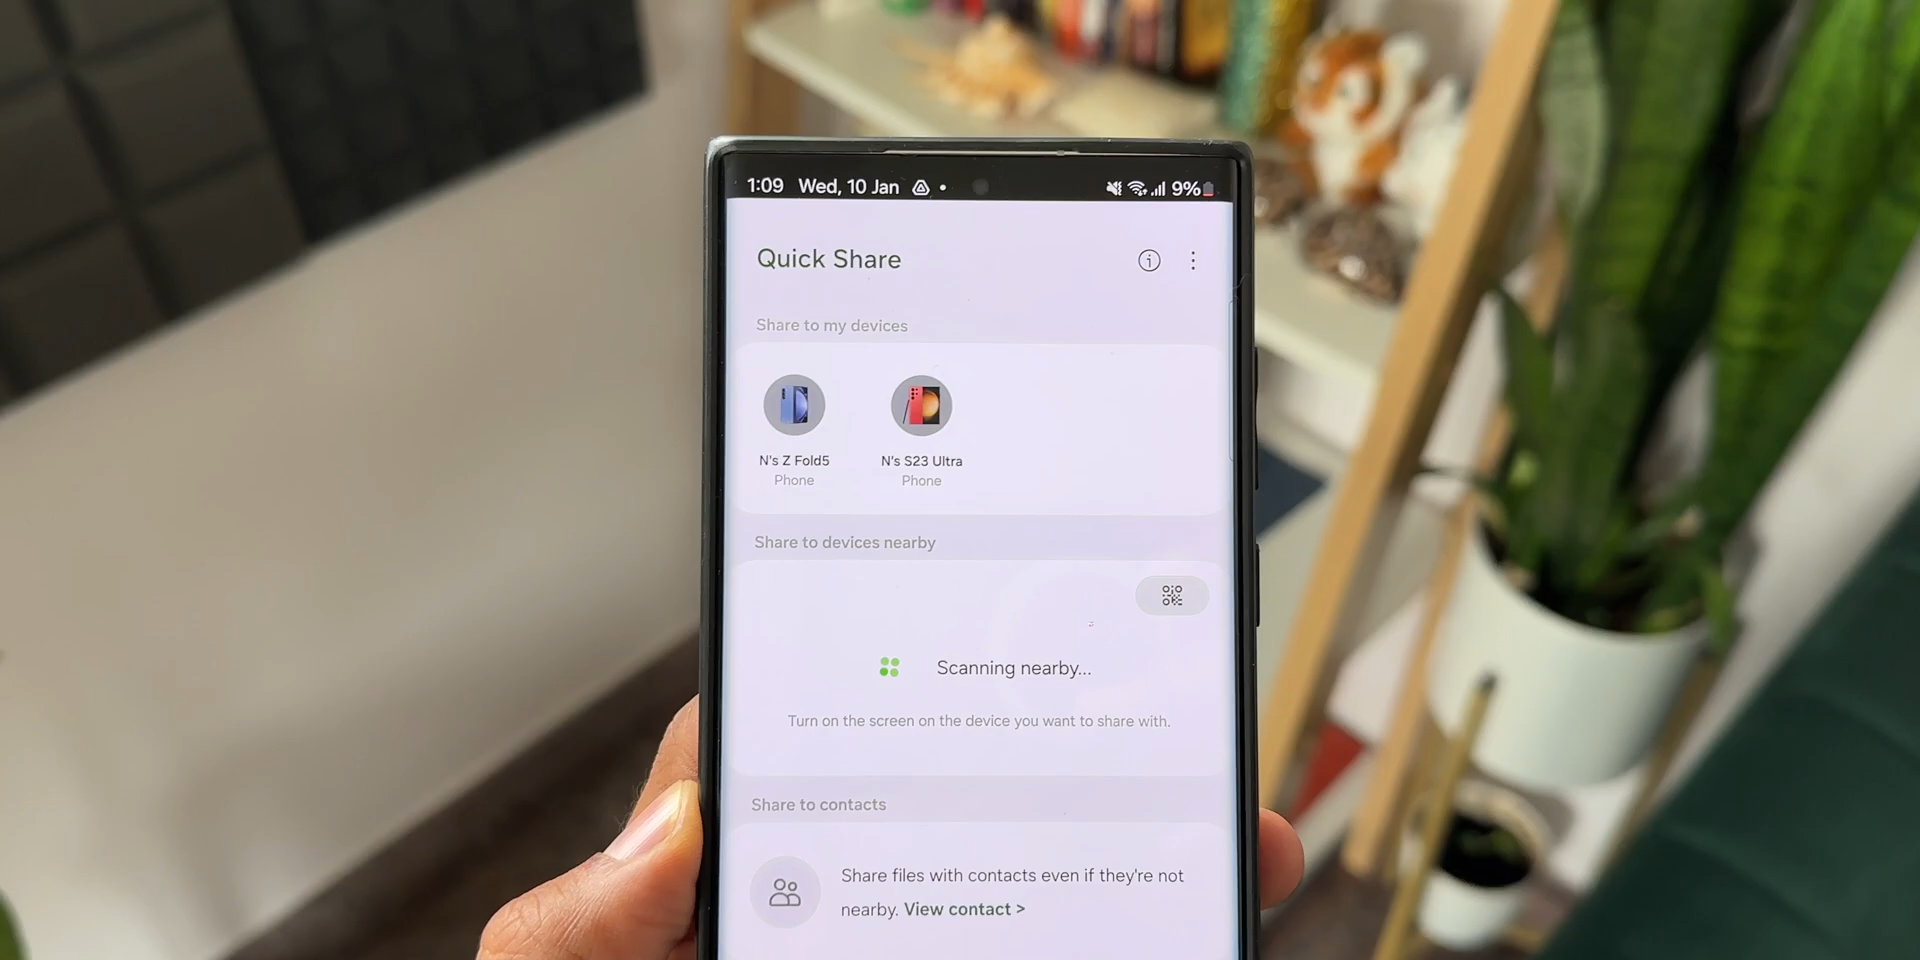 1:09 Wed, 10 Jan 9%
Quick Share
Share to my devices
N's Z Fold5 N's S23 Ultra
Phone Phone
Share to devices nearby
Scanning nearby...
Turn on the screen on the device you want to share with.
Share to contacts
Share files with contacts even if they're not
nearby. View contact >